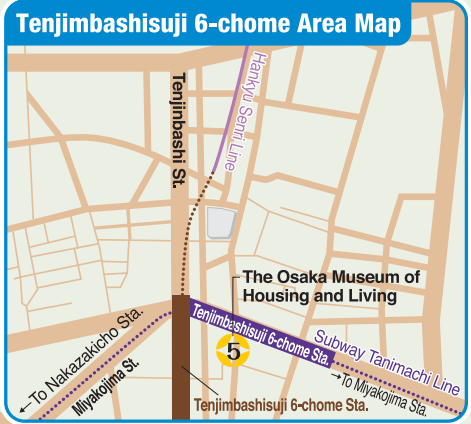 Tenjimbashisuji 6-chome Area Map
Hankyu Senri Line
Tenjinbashi St.
The Osaka Museum of
Housing and Living
Tenjimbashisuji 6-chome Sta.
5
Subway Tanimachi Line
→To Miyakojima Sta.
←To Nakazakicho Sta.
Miyakojima St.
Tenjimbashisuji 6-chome Sta.